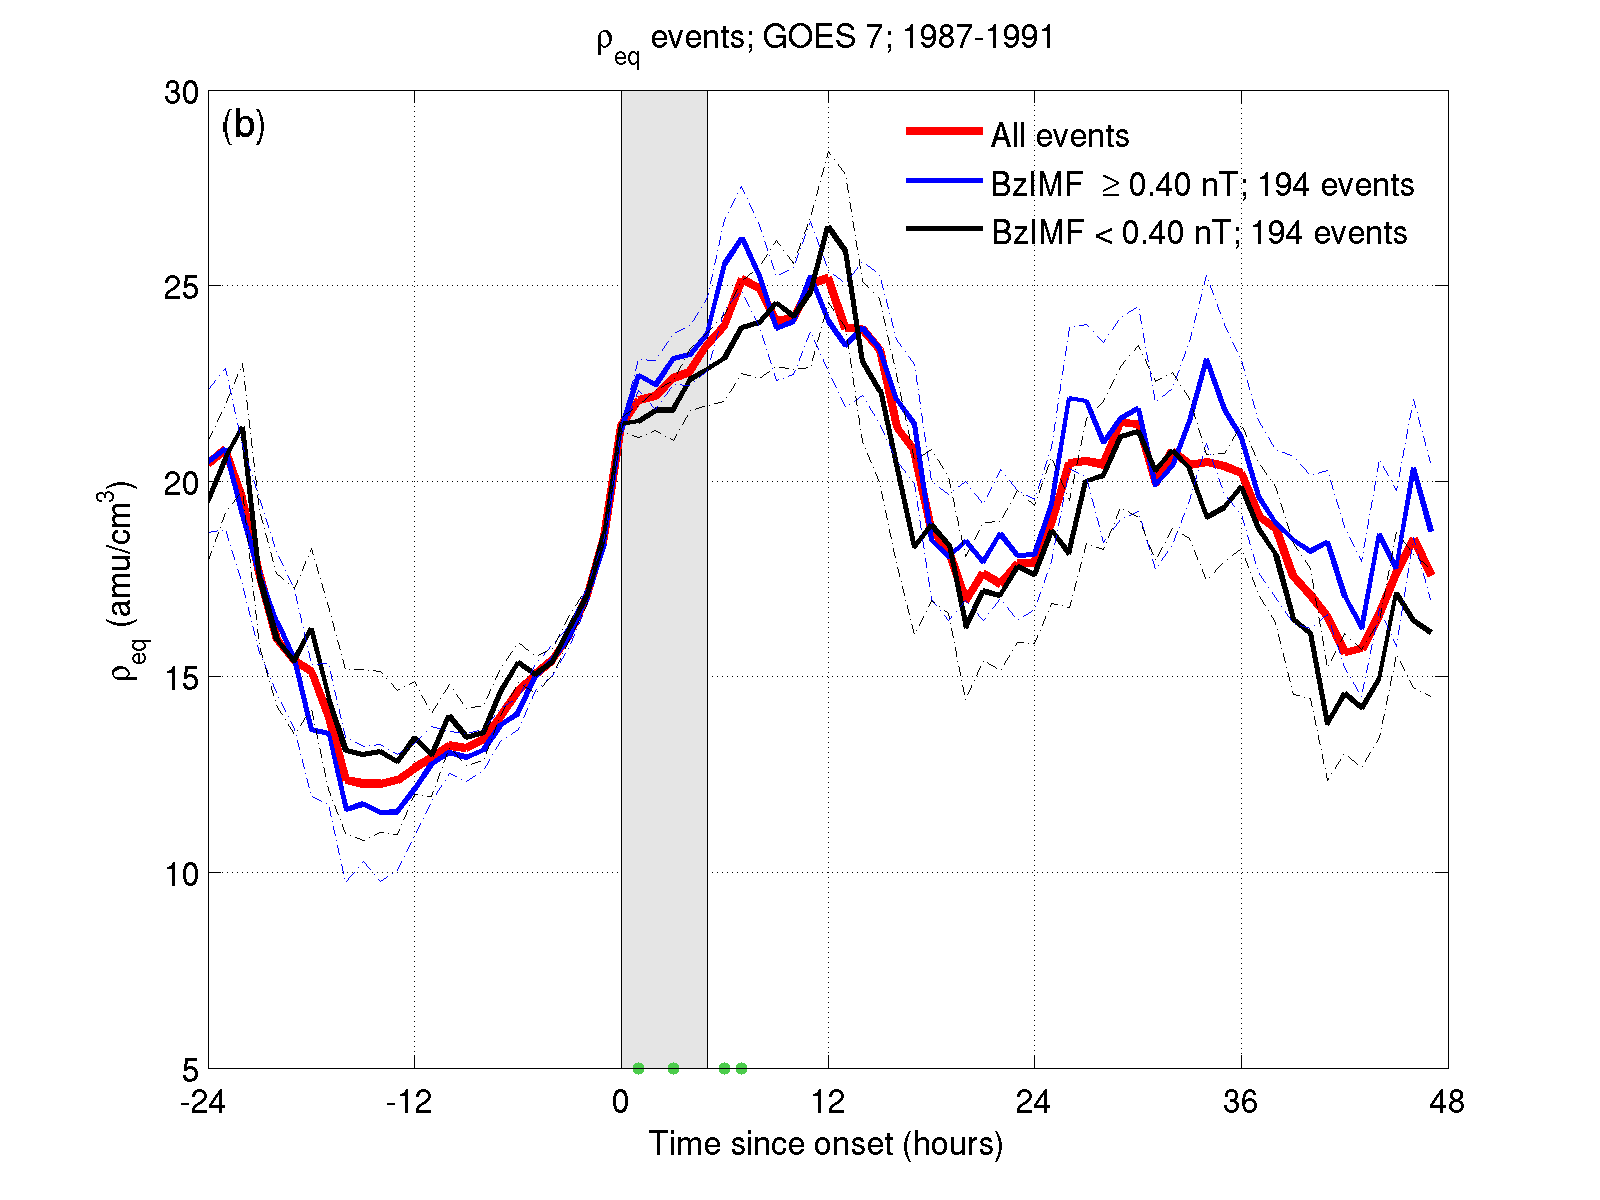 ρeq events; GOES 7; 1987-1991
(b)
All events
BzIMF ≥ 0.40 nT; 194 events
BzIMF < 0.40 nT; 194 events
30
25
20
15
10
5
ρeq (amu/cm³)
-24 -12 0 12 24 36 48
Time since onset (hours)